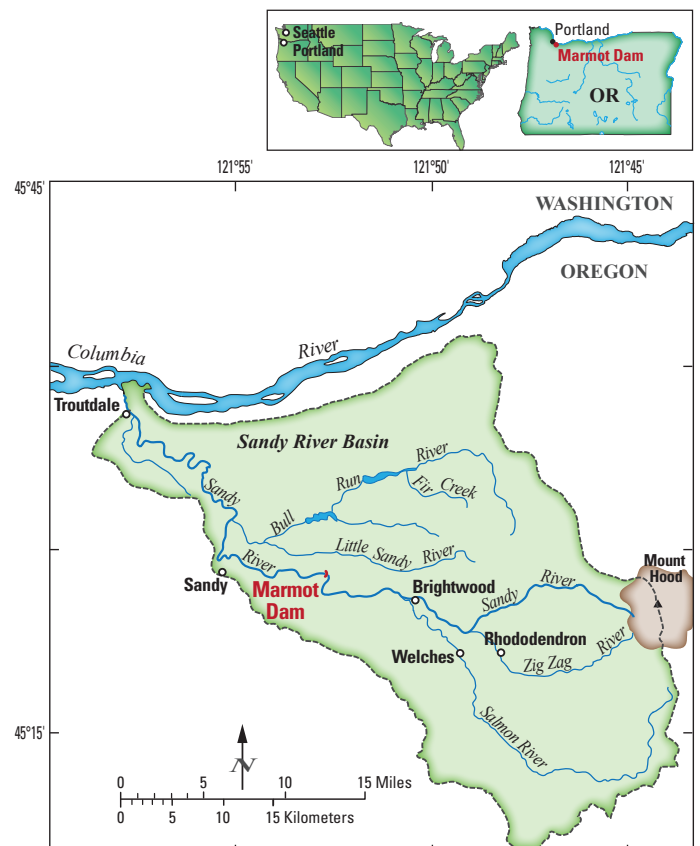 Seattle
Portland
Portland
Marmot Dam
OR
121°55'
121°50'
121°45'
45°45'
WASHINGTON
OREGON
Columbia
River
Troutdale
Sandy River Basin
River
Run
Creek
Fir
Sandy
Bull
Little Sandy River
River
Mount
Hood
Sandy
Marmot
Dam
Brightwood
Sandy
River
Rhododendron
River
Welches
Zig Zag
Salmon River
45°15'
N
0 5 10 15 Miles
0 5 10 15 Kilometers